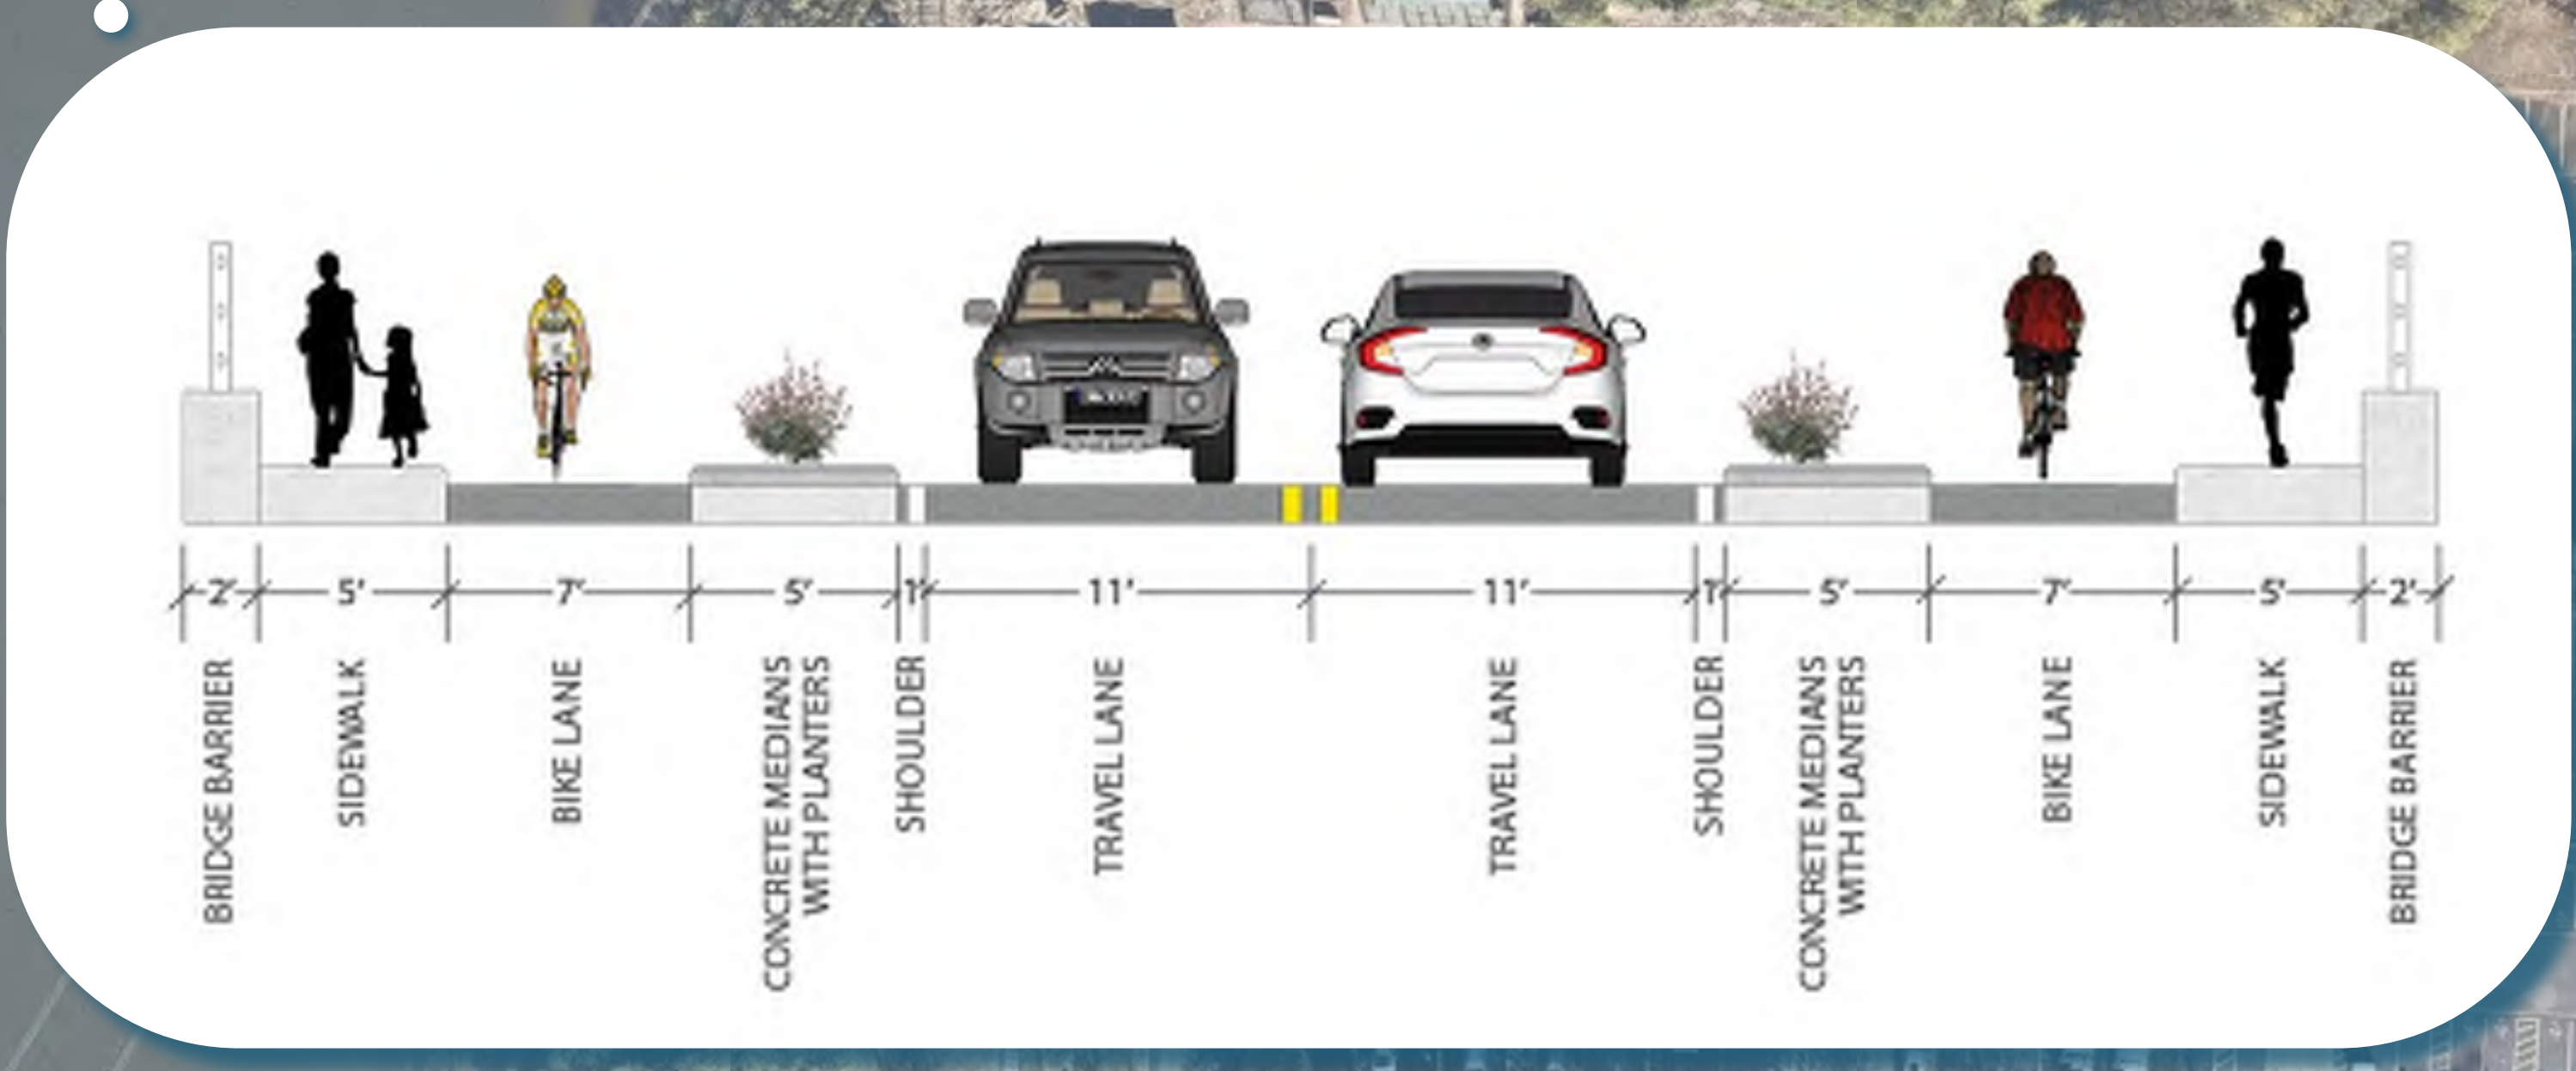 2' 5' 7' 5' 1' 11' 11' 1' 5' 7' 5' 2'
BRIDGE BARRIER
SIDEWALK
BIKE LANE
CONCRETE MEDIANS
WITH PLANTERS
SHOULDER
TRAVEL LANE
TRAVEL LANE
SHOULDER
CONCRETE MEDIANS
WITH PLANTERS
BIKE LANE
SIDEWALK
BRIDGE BARRIER